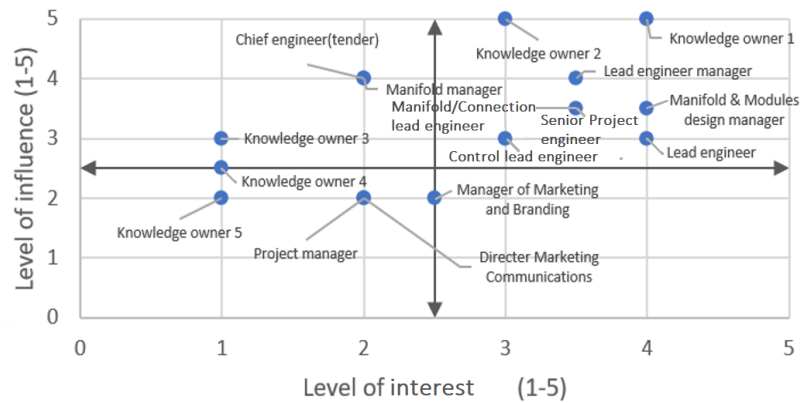 Level of influence (1-5)
5
4
3
2
1
0
Chief engineer(tender)
Knowledge owner 2
Knowledge owner 1
Manifold manager
Lead engineer manager
Manifold/Connection
lead engineer
Senior Project
engineer
Manifold & Modules
design manager
Knowledge owner 3
Control lead engineer
Lead engineer
Knowledge owner 4
Manager of Marketing
and Branding
Knowledge owner 5
Project manager
Directer Marketing
Communications
0
1
2
3
4
5
Level of interest (1-5)